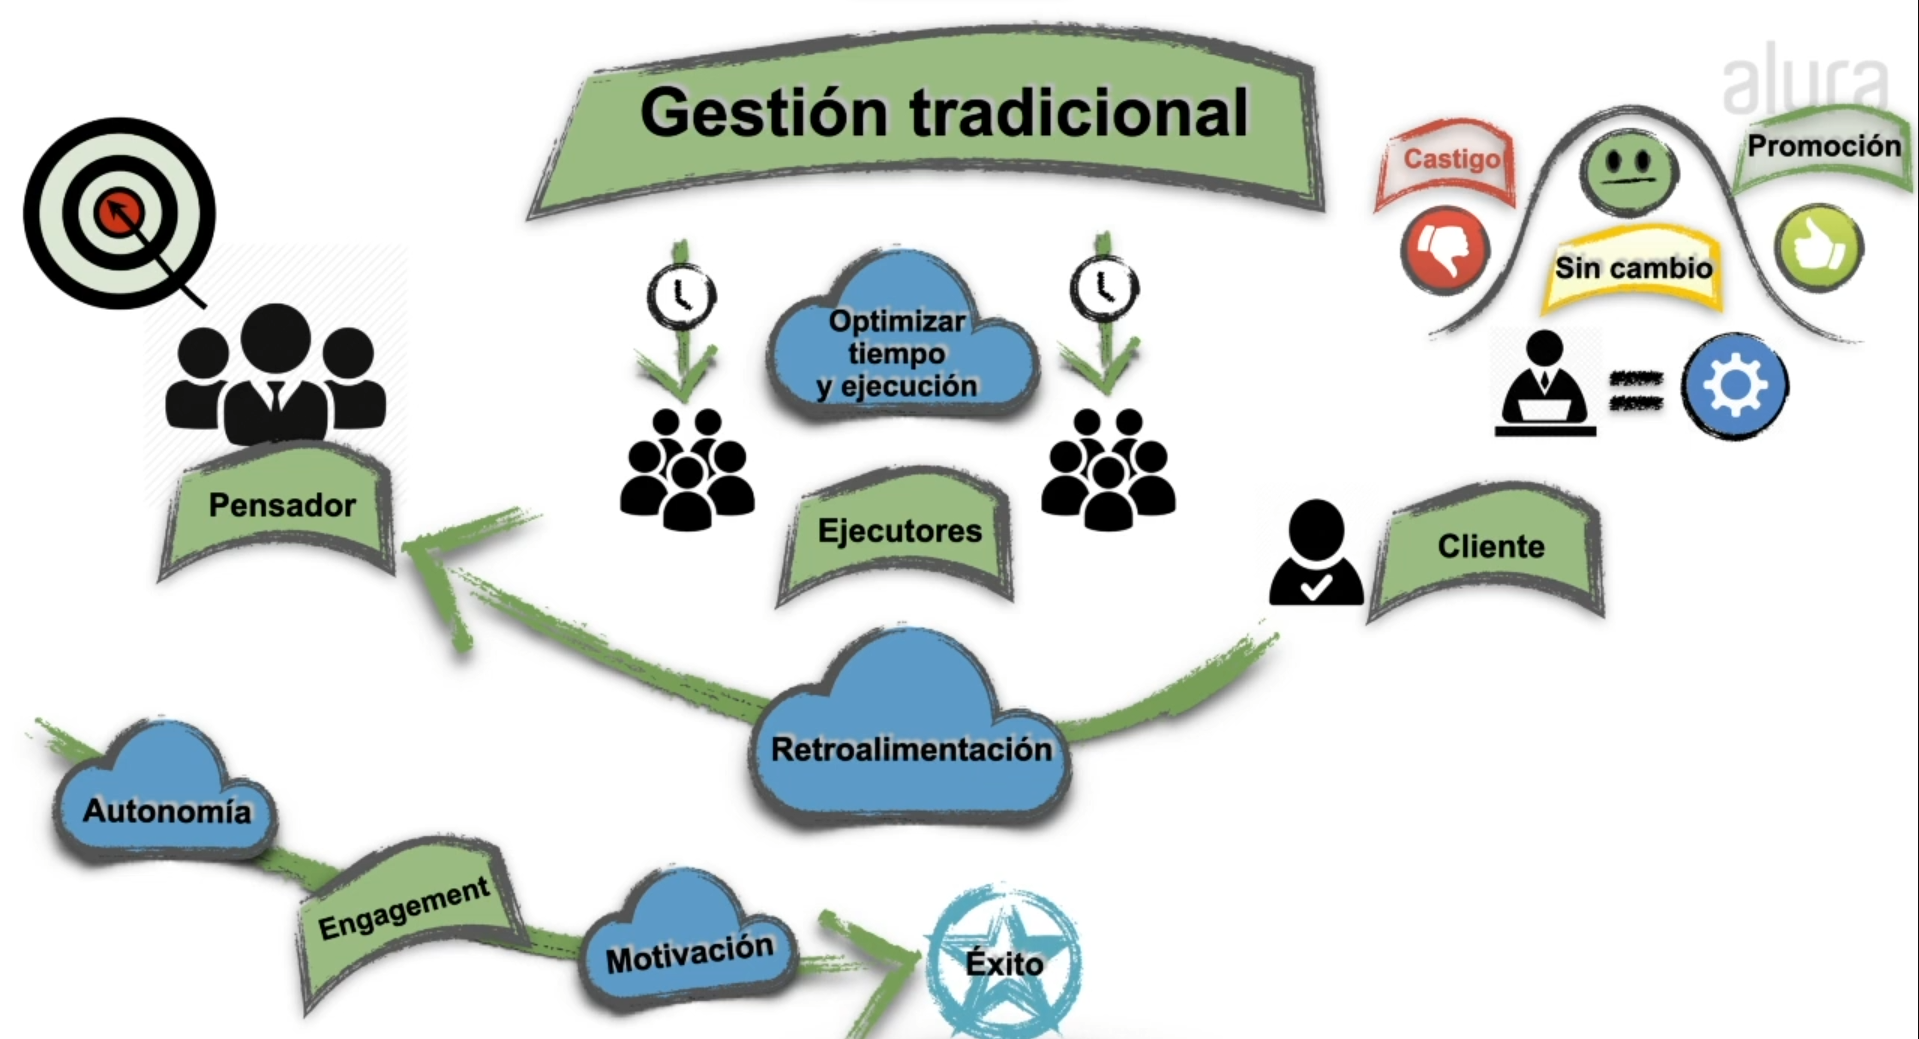 Gestión tradicional
alura
Castigo
Promoción
Sin cambio
Optimizar
tiempo
y ejecución
Pensador
Ejecutores
Cliente
Retroalimentación
Autonomía
Engagement
Motivación
Éxito